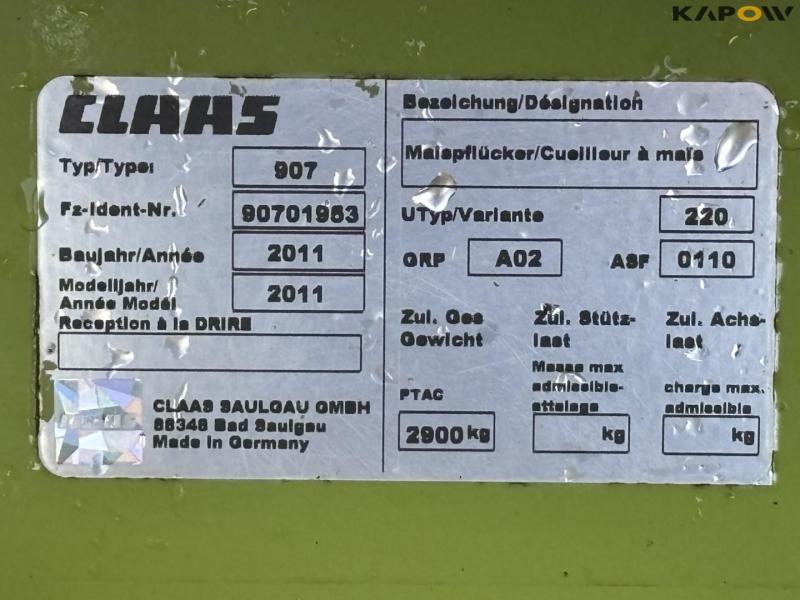 KAPOW
CLAAS
Typ/Type:
907
Fz-Ident-Nr.
90701953
Baujahr/Année
2011
Modelljahr/
Année Modèl
2011
Reception à la DRIRE
CLAAS SAULGAU GMBH
88348 Bad Saulgau
Made in Germany
Bezeichung/Désignation
Maispflücker/Cueilleur à maïs
UTyp/Variante
220
GRP
A02
ASF
0110
Zul. Ges
Gewicht
PTAC
2900 kg
Zul. Stütz-
last
Masse max
admissible-
attelage
kg
Zul. Achs-
last
charge max.
admissible
kg